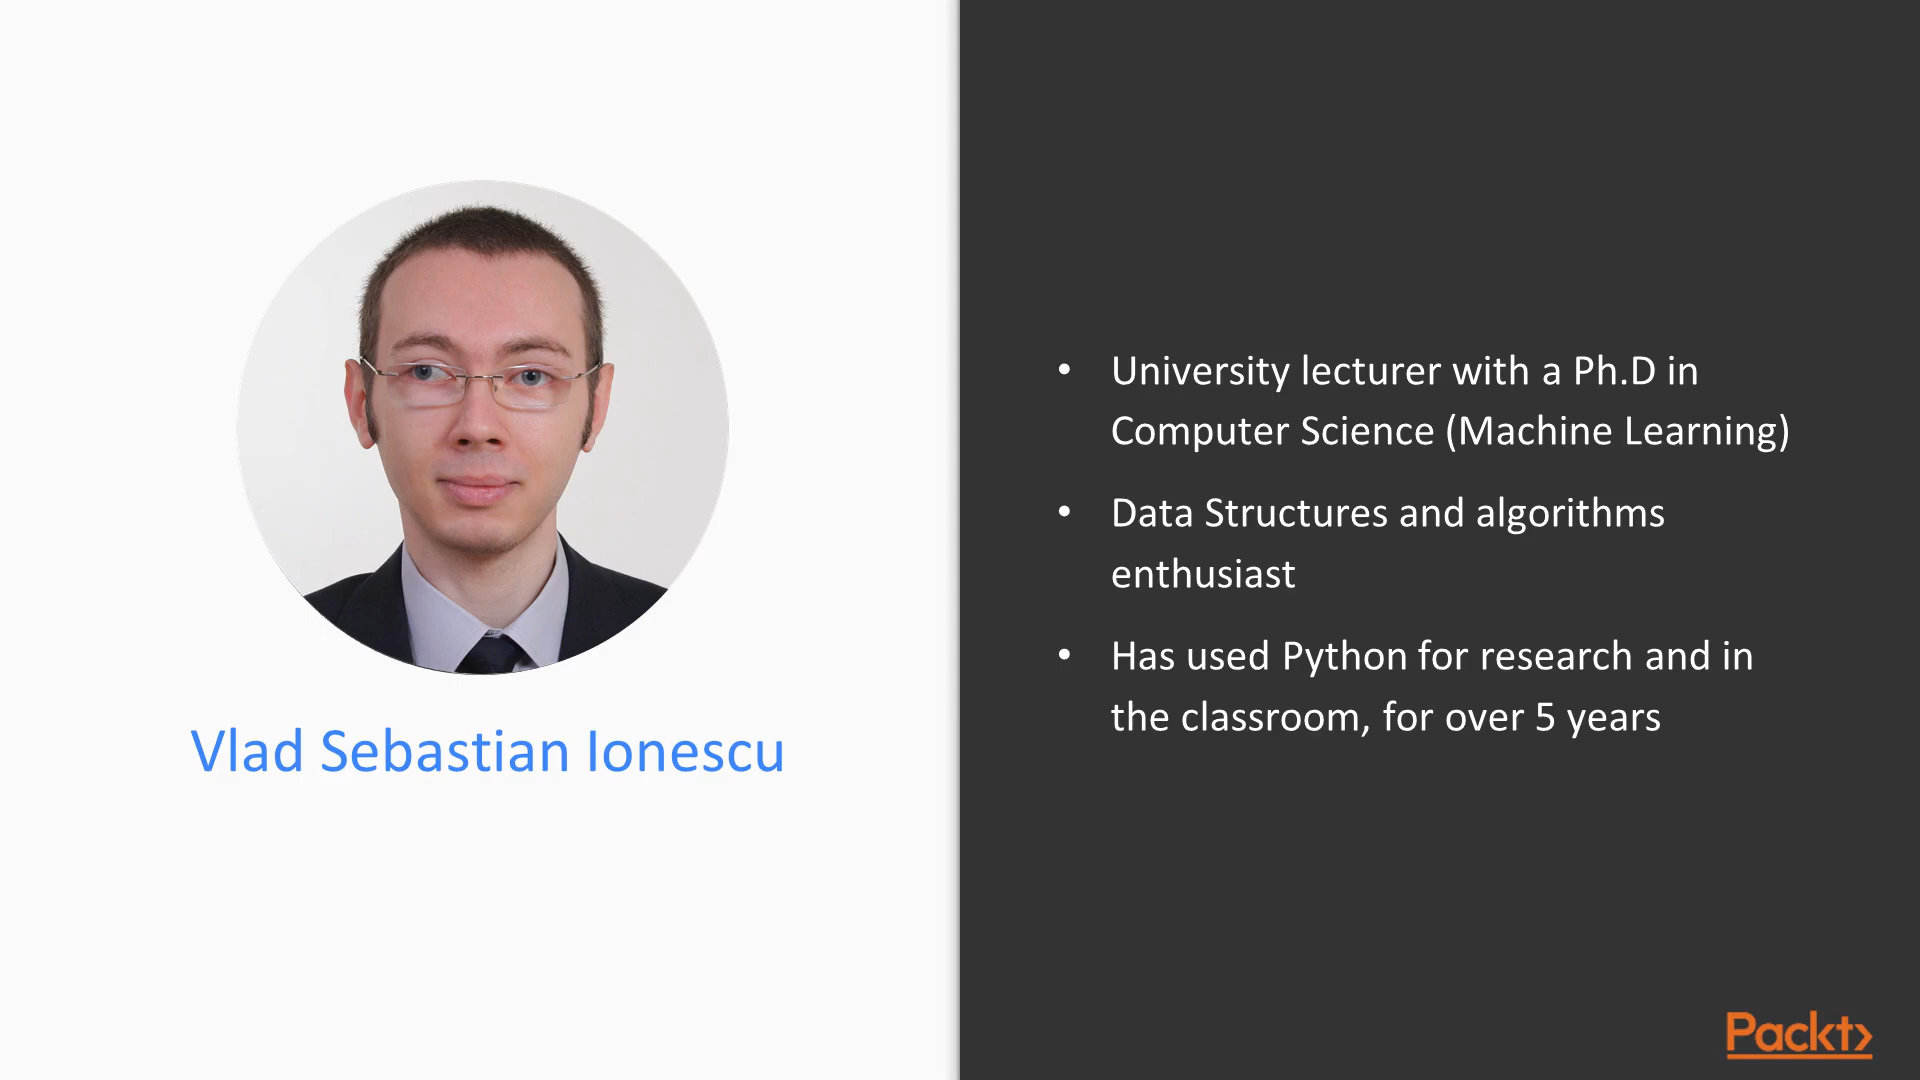 Vlad Sebastian Ionescu
• University lecturer with a Ph.D in
Computer Science (Machine Learning)
• Data Structures and algorithms
enthusiast
• Has used Python for research and in
the classroom, for over 5 years
Packt>